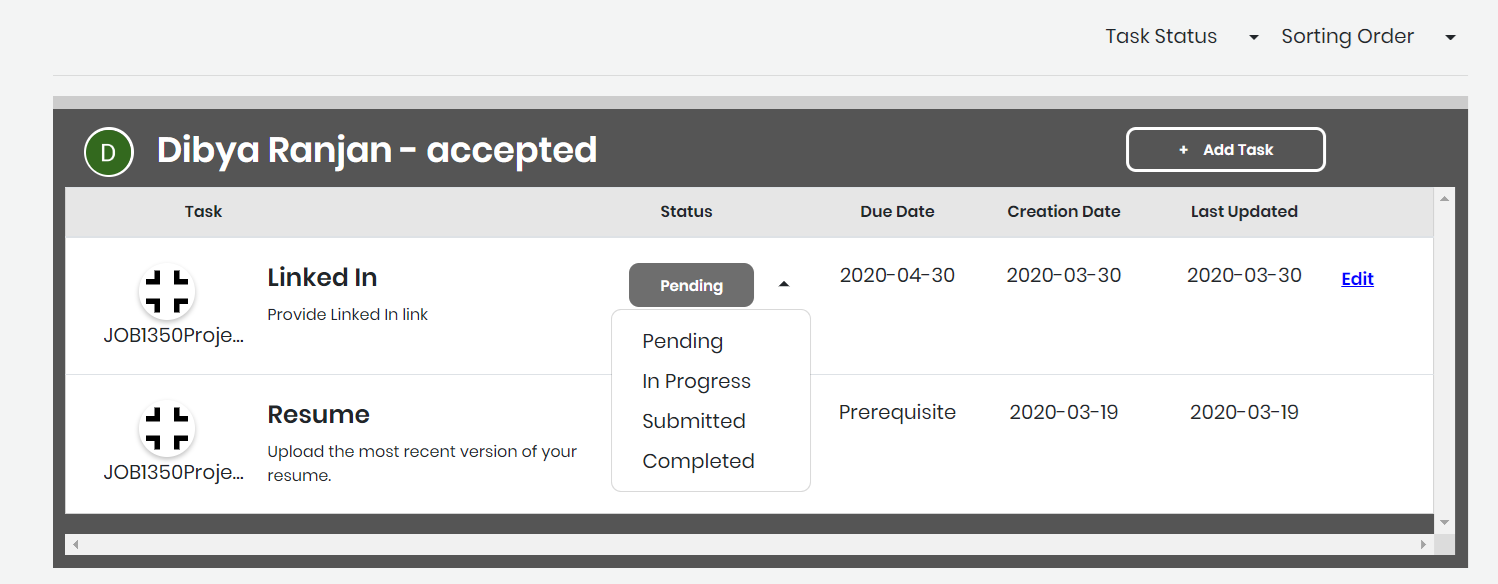 Task Status Sorting Order
D Dibya Ranjan - accepted + Add Task
Task Status Due Date Creation Date Last Updated
Linked In Pending 2020-04-30 2020-03-30 2020-03-30 Edit
Provide Linked In link
JOB1350Proje...
Pending
In Progress
Submitted
Completed
Resume Prerequisite 2020-03-19 2020-03-19
Upload the most recent version of your
resume.
JOB1350Proje...